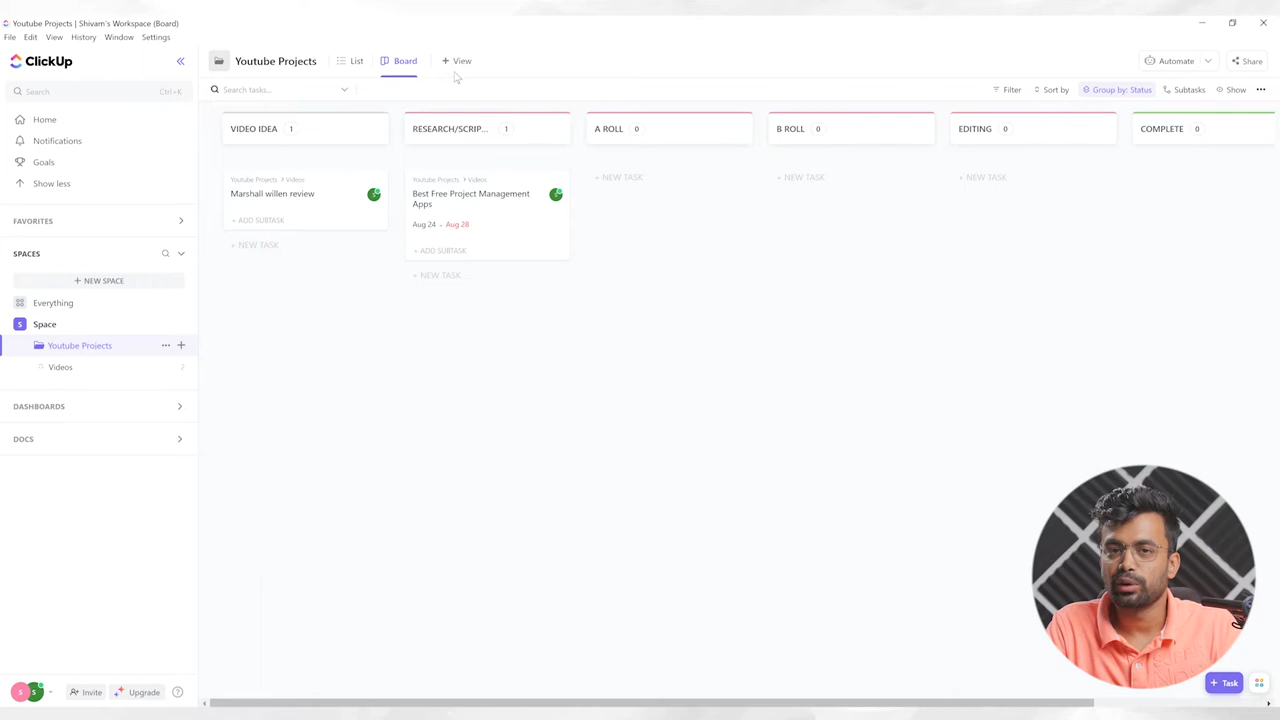 Youtube Projects | Shivam's Workspace (Board)
File Edit View History Window Settings
ClickUp
Search Ctrl+K
Home
Notifications
Goals
Show less
FAVORITES
SPACES
+ NEW SPACE
Everything
S Space
Youtube Projects
Videos 2
DASHBOARDS
DOCS
S S Invite Upgrade ?
Youtube Projects List Board + View
Automate Share
Search tasks...
Filter Sort by Group by: Status Subtasks Show
VIDEO IDEA 1
Youtube Projects > Videos
Marshall willen review
+ ADD SUBTASK
+ NEW TASK
RESEARCH/SCRIP... 1
Youtube Projects > Videos
Best Free Project Management
Apps
Aug 24 - Aug 28
+ ADD SUBTASK
+ NEW TASK
A ROLL 0
+ NEW TASK
B ROLL 0
+ NEW TASK
EDITING 0
+ NEW TASK
COMPLETE 0
+ Task